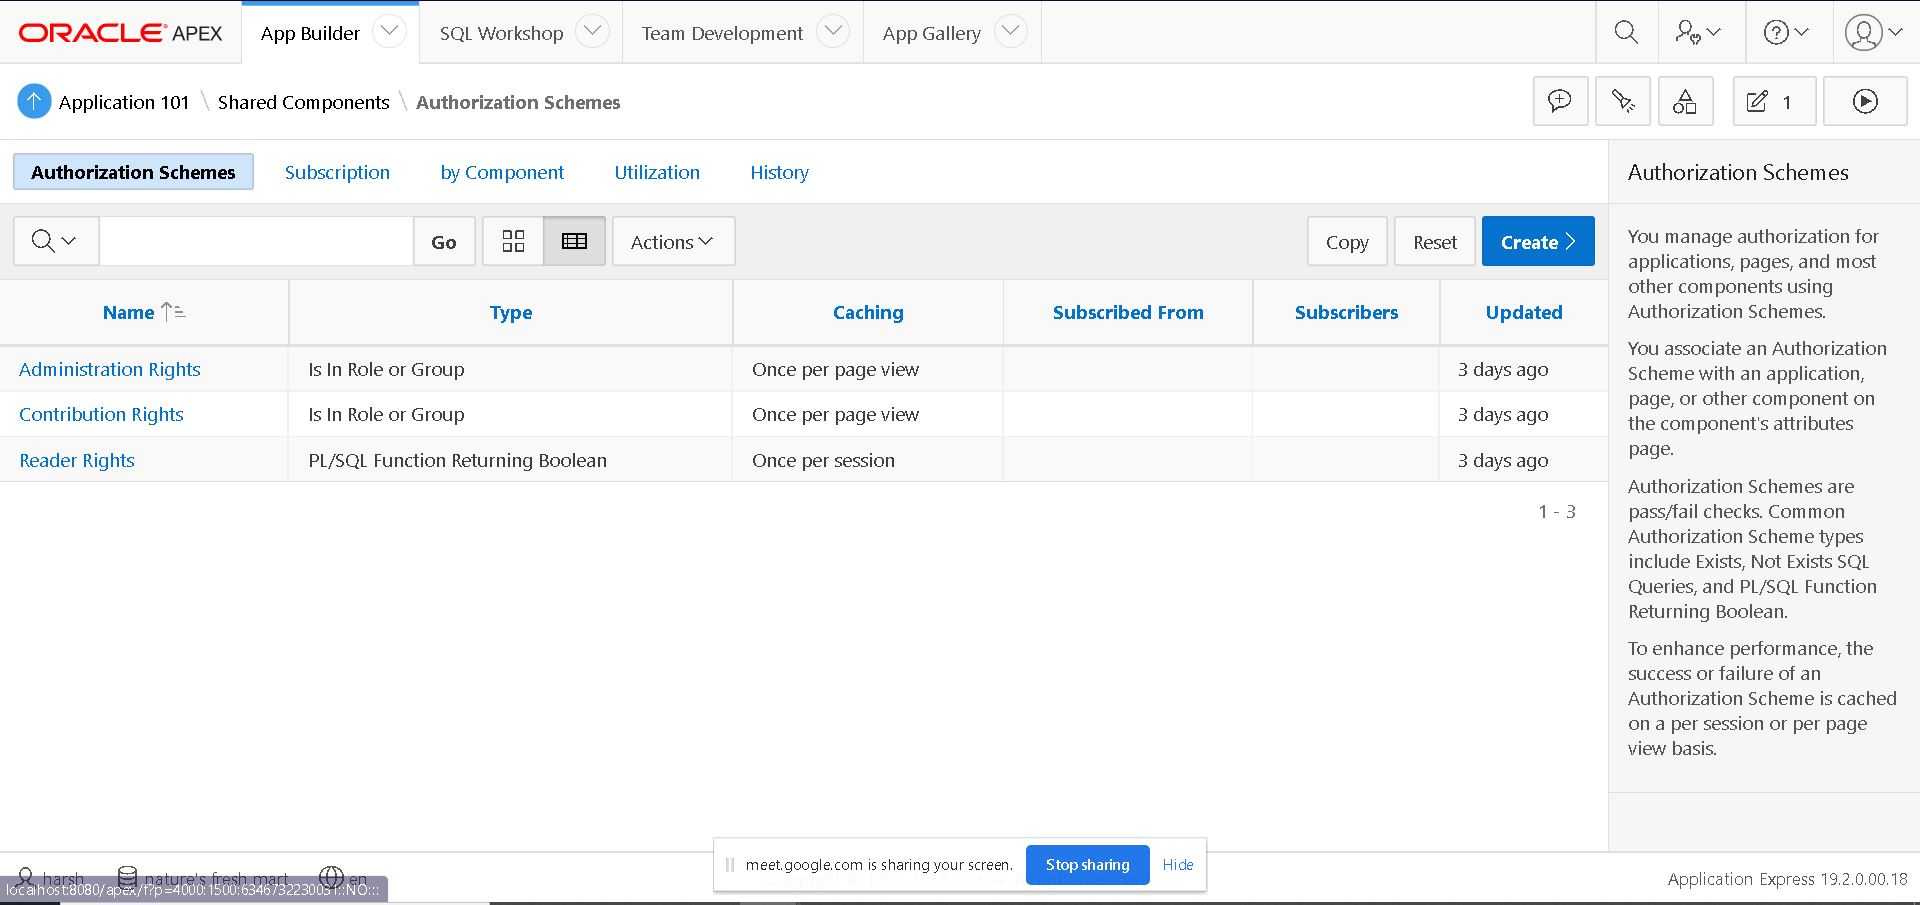 ORACLE APEX
App Builder
SQL Workshop
Team Development
App Gallery
Application 101 \ Shared Components \ Authorization Schemes
1
Authorization Schemes
Subscription
by Component
Utilization
History
Go
Actions
Copy
Reset
Create
Name
Type
Caching
Subscribed From
Subscribers
Updated
Administration Rights
Is In Role or Group
Once per page view
3 days ago
Contribution Rights
Is In Role or Group
Once per page view
3 days ago
Reader Rights
PL/SQL Function Returning Boolean
Once per session
3 days ago
1 - 3
Authorization Schemes
You manage authorization for
applications, pages, and most
other components using
Authorization Schemes.
You associate an Authorization
Scheme with an application,
page, or other component on
the component's attributes
page.
Authorization Schemes are
pass/fail checks. Common
Authorization Scheme types
include Exists, Not Exists SQL
Queries, and PL/SQL Function
Returning Boolean.
To enhance performance, the
success or failure of an
Authorization Scheme is cached
on a per session or per page
view basis.
meet.google.com is sharing your screen.
Stop sharing
Hide
harsh
nature's fresh mart
en
Application Express 19.2.0.00.18